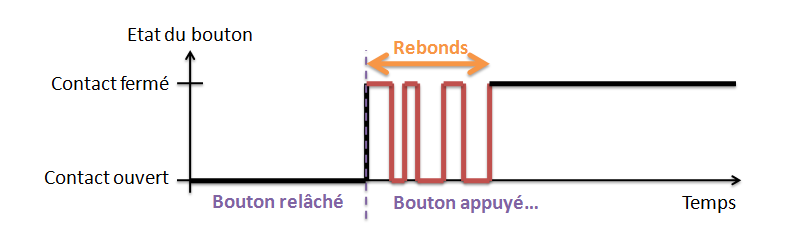 Etat du bouton
Rebonds
Contact fermé
Contact ouvert
Bouton relâché
Bouton appuyé...
Temps